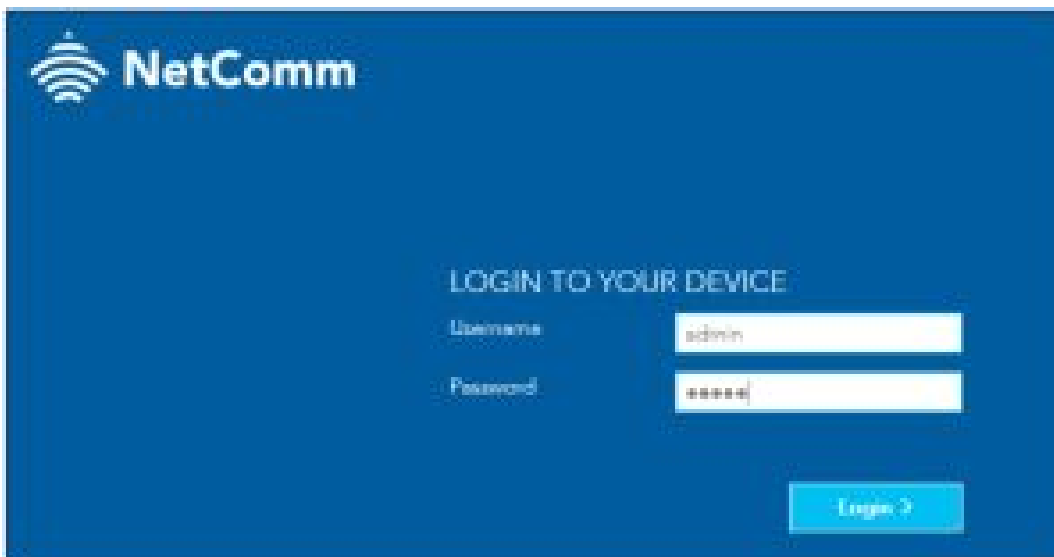 NetComm
LOGIN TO YOUR DEVICE
Username admin
Password *****
Login >